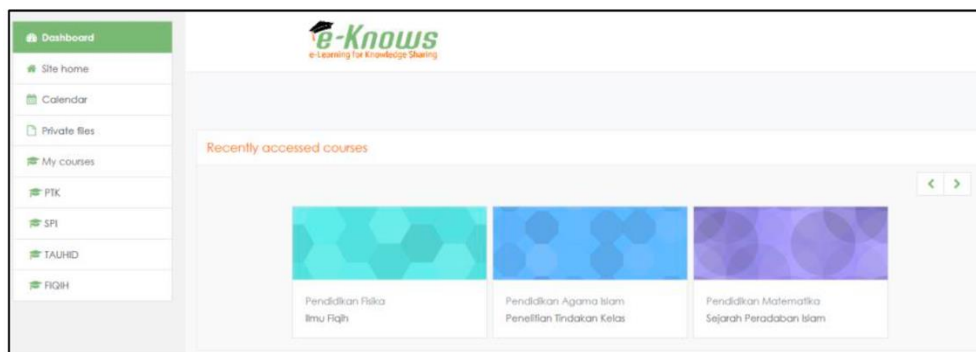 Dashboard
Site home
Calendar
Private files
My courses
PTK
SPI
TAUHID
FIQIH
e-Knows
e-Learning for Knowledge Sharing
Recently accessed courses
Pendidikan Fisika
Ilmu Fiqih
Pendidikan Agama Islam
Penelitian Tindakan Kelas
Pendidikan Matematika
Sejarah Peradaban Islam